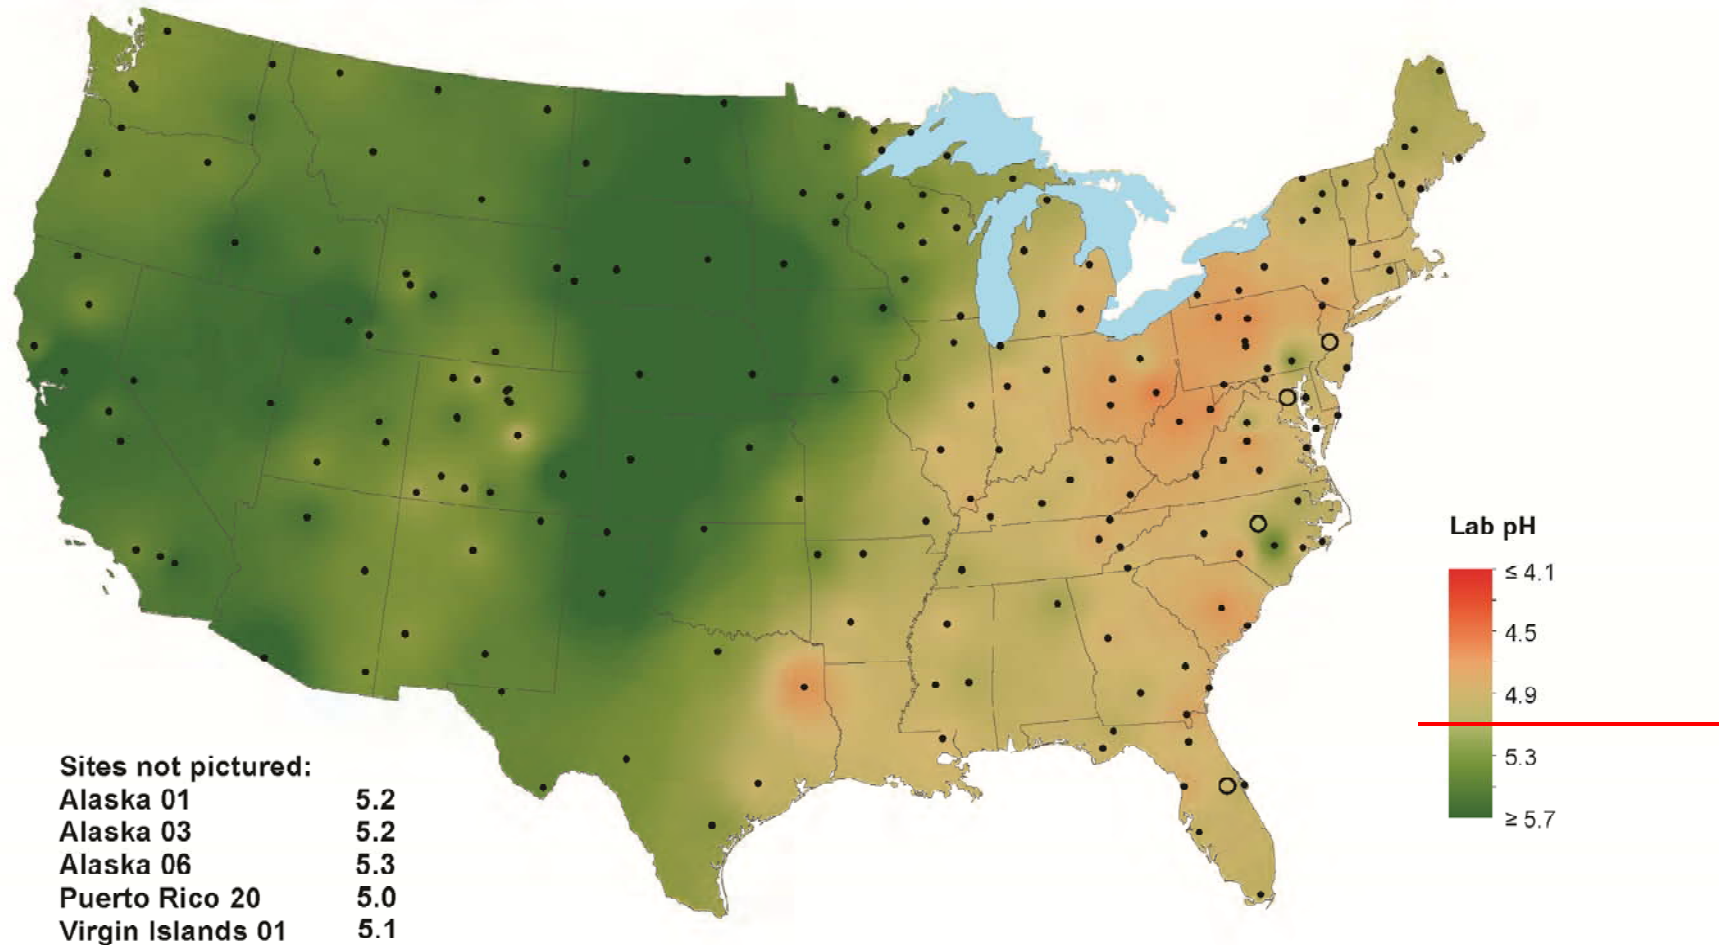 Lab pH
≤ 4.1
4.5
4.9
5.3
≥ 5.7
Sites not pictured:
Alaska 01 5.2
Alaska 03 5.2
Alaska 06 5.3
Puerto Rico 20 5.0
Virgin Islands 01 5.1